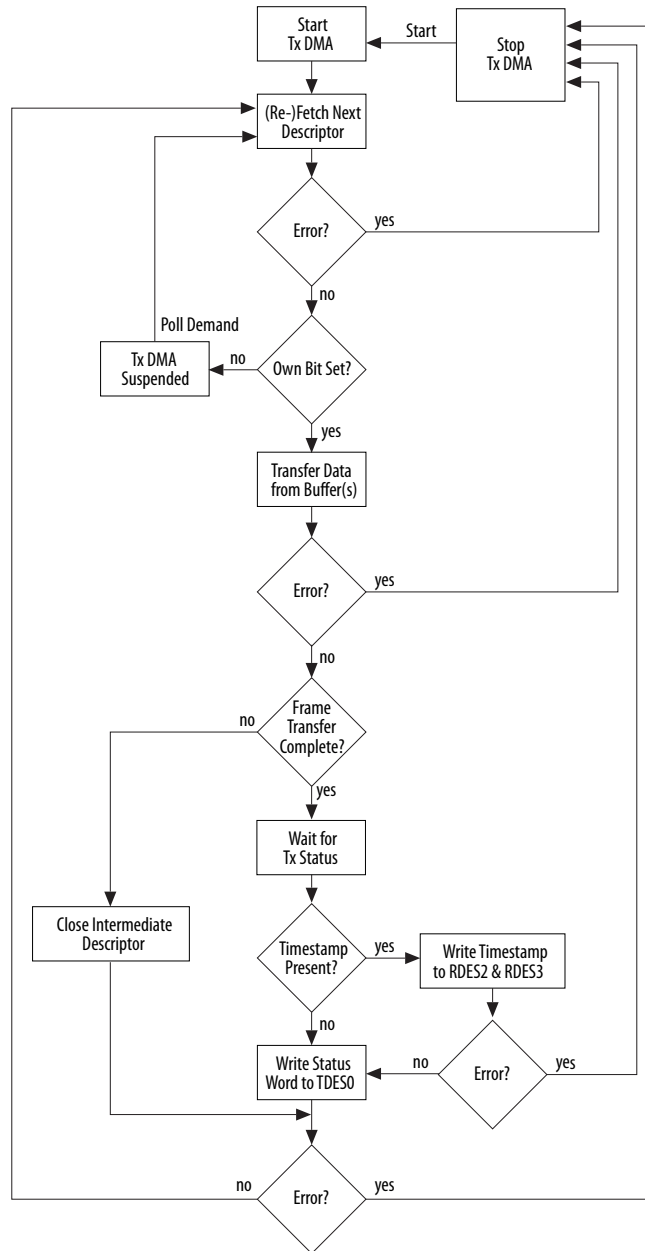 Start
Tx DMA
Start
Stop
Tx DMA
(Re-)Fetch Next
Descriptor
Error?
yes
no
Poll Demand
Tx DMA
Suspended
no
Own Bit Set?
yes
Transfer Data
from Buffer(s)
Error?
yes
no
no
Frame
Transfer
Complete?
yes
Wait for
Tx Status
Close Intermediate
Descriptor
Timestamp
Present?
yes
Write Timestamp
to RDES2 & RDES3
no
Write Status
Word to TDES0
no
Error?
yes
no
Error?
yes